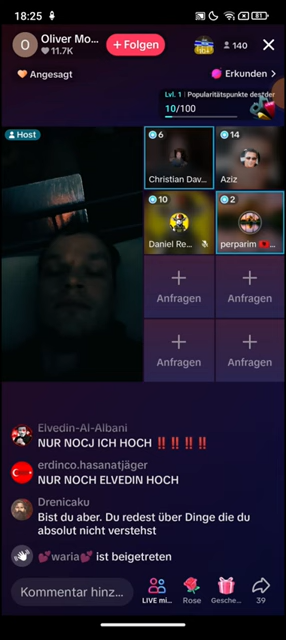 18:25
81
O
Oliver Mo...
11.7K
+ Folgen
140
Angesagt
Erkunden >
Lvl. 1 | Popularitätspunkte des
10/100
Host
6
14
Christian Dav...
Aziz
10
2
Daniel Re...
perparim
Anfragen
Anfragen
Anfragen
Anfragen
Elvedin-Al-Albani
NUR NOCJ ICH HOCH ‼️‼️‼️‼️
erdinco.hasanatjäger
NUR NOCH ELVEDIN HOCH
Drenicaku
Bist du aber. Du redest über Dinge die du
absolut nicht verstehst
💕waria💕 ist beigetreten
Kommentar hinz...
LIVE mi...
Rose
Gesche...
39